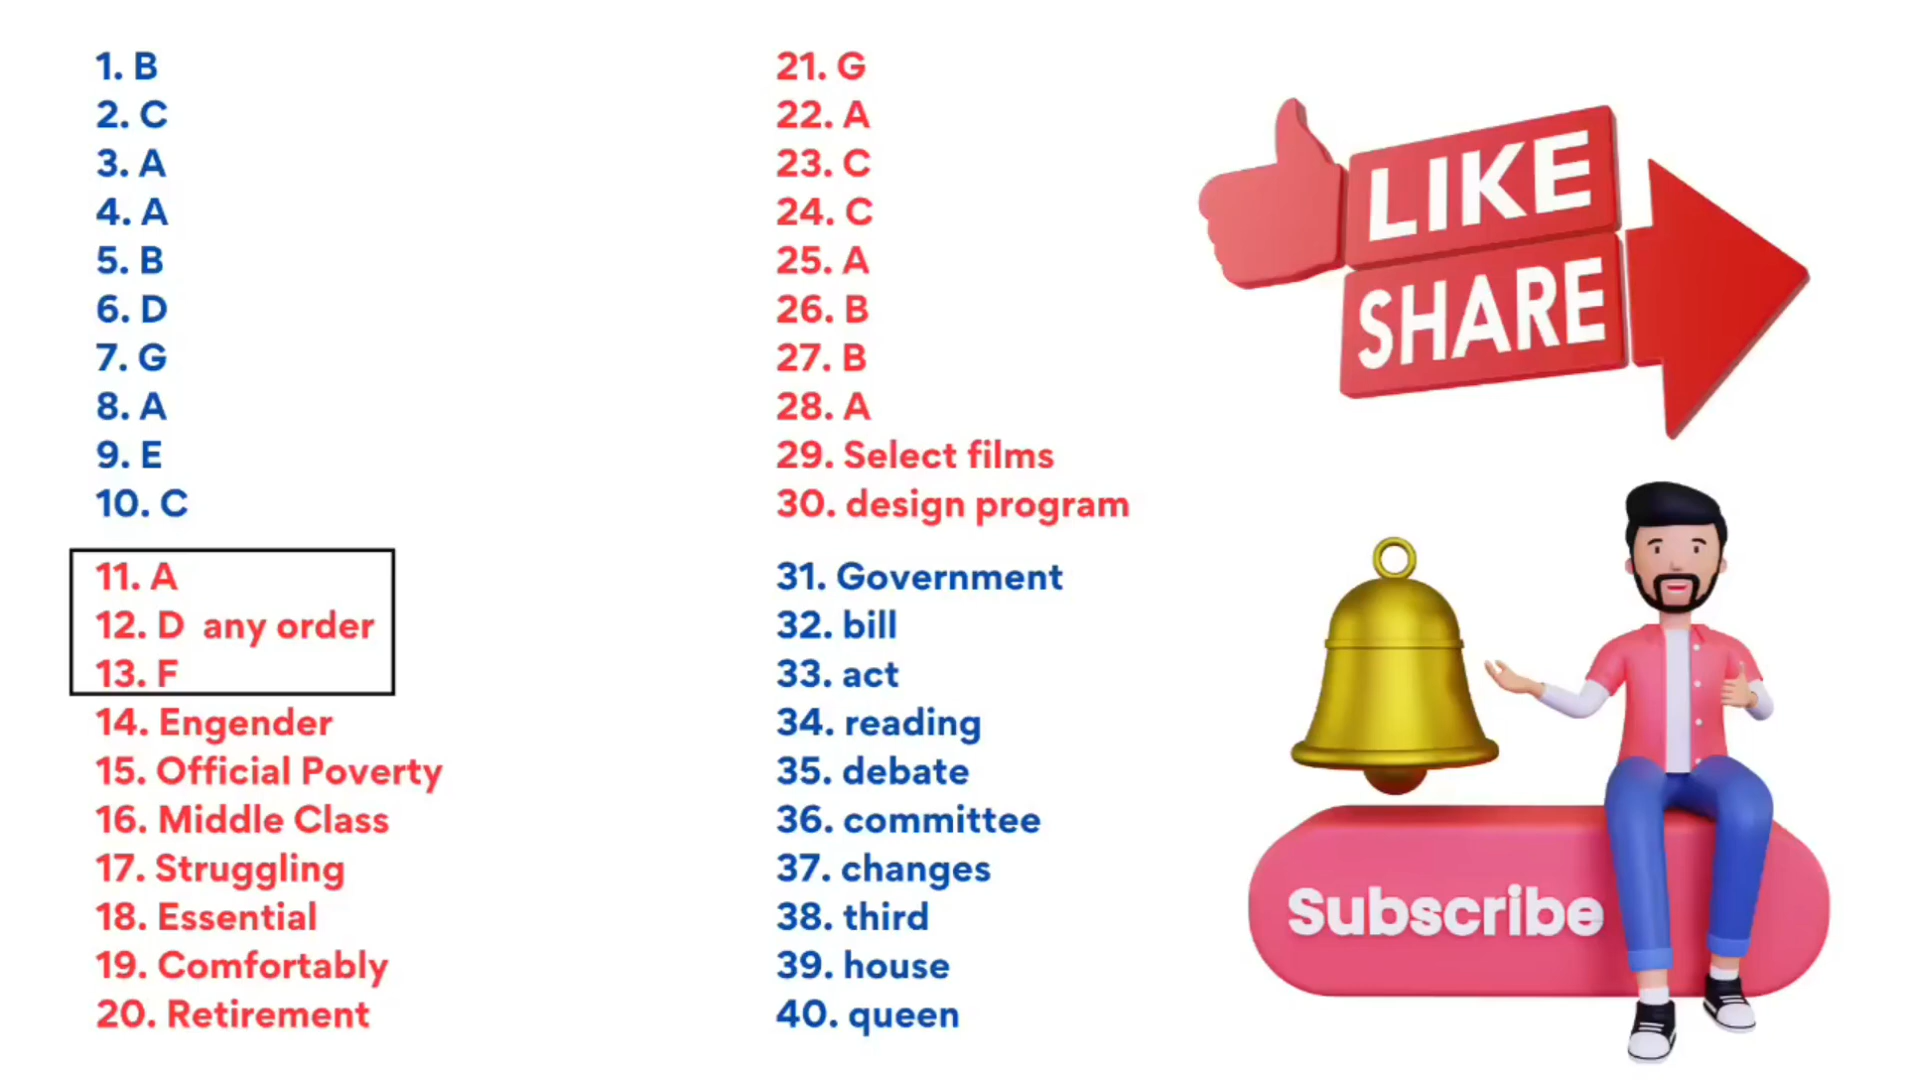 1. B
2. C
3. A
4. A
5. B
6. D
7. G
8. A
9. E
10. C
11. A
12. D any order
13. F
14. Engender
15. Official Poverty
16. Middle Class
17. Struggling
18. Essential
19. Comfortably
20. Retirement
21. G
22. A
23. C
24. C
25. A
26. B
27. B
28. A
29. Select films
30. design program
31. Government
32. bill
33. act
34. reading
35. debate
36. committee
37. changes
38. third
39. house
40. queen
LIKE
SHARE
Subscribe